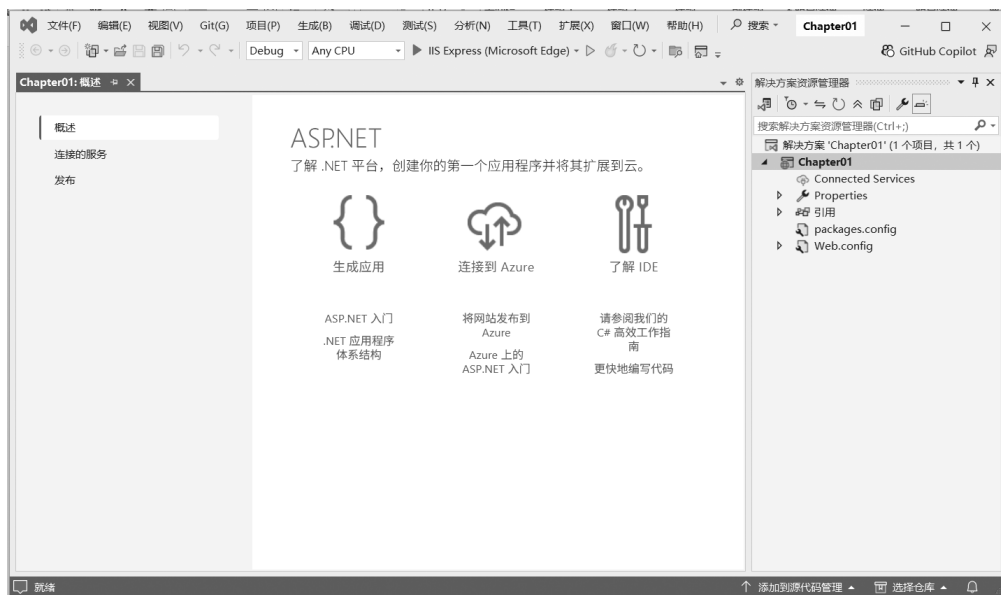 文件(F) 编辑(E) 视图(V) Git(G) 项目(P) 生成(B) 调试(D) 测试(S) 分析(N) 工具(T) 扩展(X) 窗口(W) 帮助(H) 搜索 Chapter01
Debug Any CPU IIS Express (Microsoft Edge) GitHub Copilot
Chapter01: 概述
概述
连接的服务
发布
ASP.NET
了解 .NET 平台，创建你的第一个应用程序并将其扩展到云。
生成应用
ASP.NET 入门
.NET 应用程序
体系结构
连接到 Azure
将网站发布到
Azure
Azure 上的
ASP.NET 入门
了解 IDE
请参阅我们的
C# 高效工作指
南
更快地编写代码
解决方案资源管理器
搜索解决方案资源管理器(Ctrl+;)
解决方案 'Chapter01' (1 个项目，共 1 个)
Chapter01
Connected Services
Properties
引用
packages.config
Web.config
就绪 添加到源代码管理 选择仓库